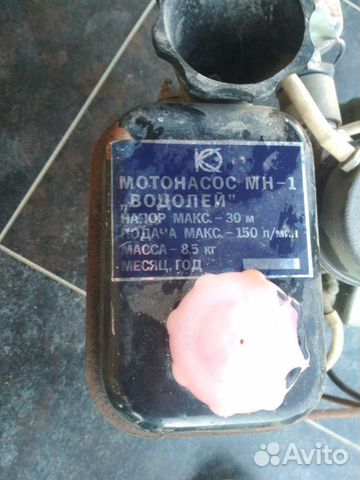 МОТОНАСОС МН-1
„ВОДОЛЕЙ"
НАПОР МАКС.-30 м
ПОДАЧА МАКС.-150 л/мин
МАССА-8,5 кг
МЕСЯЦ, ГОД
Avito